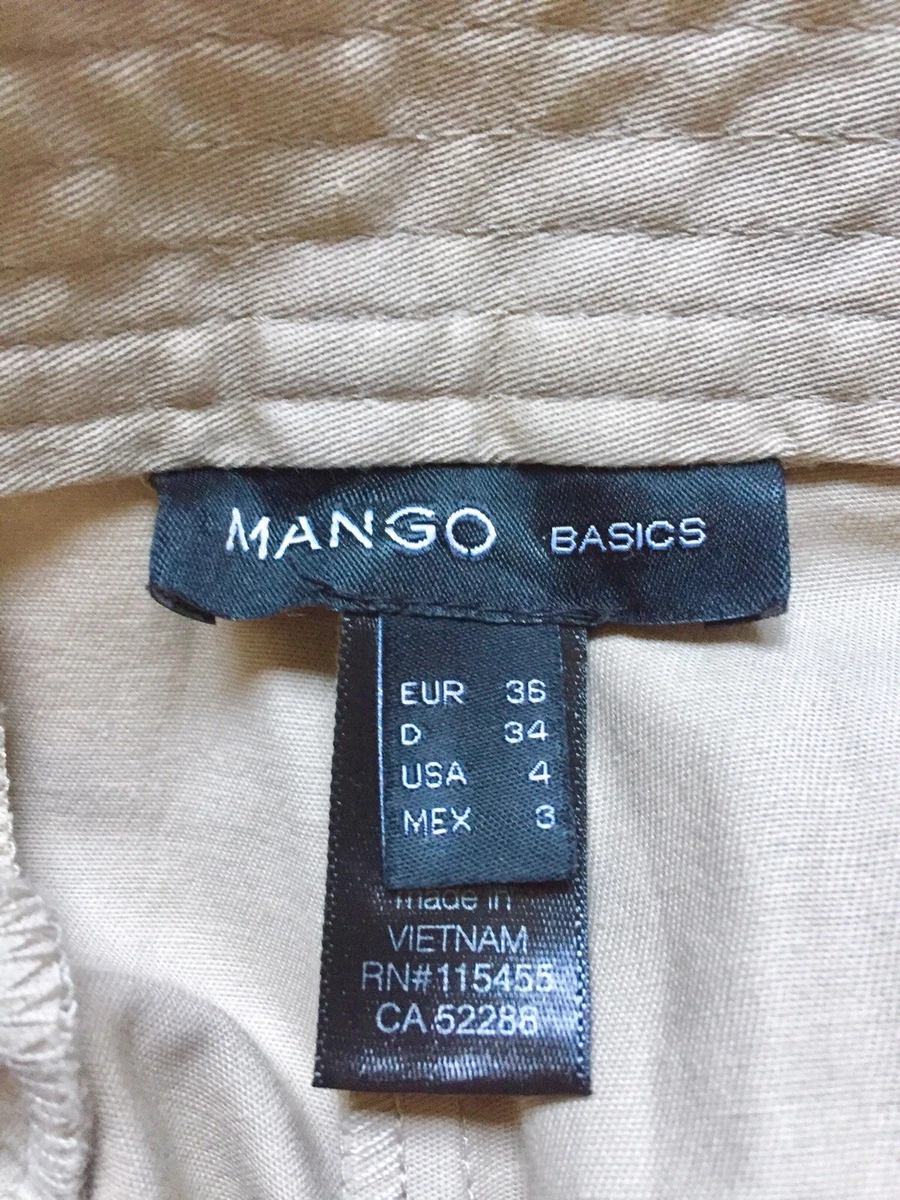 MANGO BASICS
EUR 36
D 34
USA 4
MEX 3
made in
VIETNAM
RN#115455
CA 52288